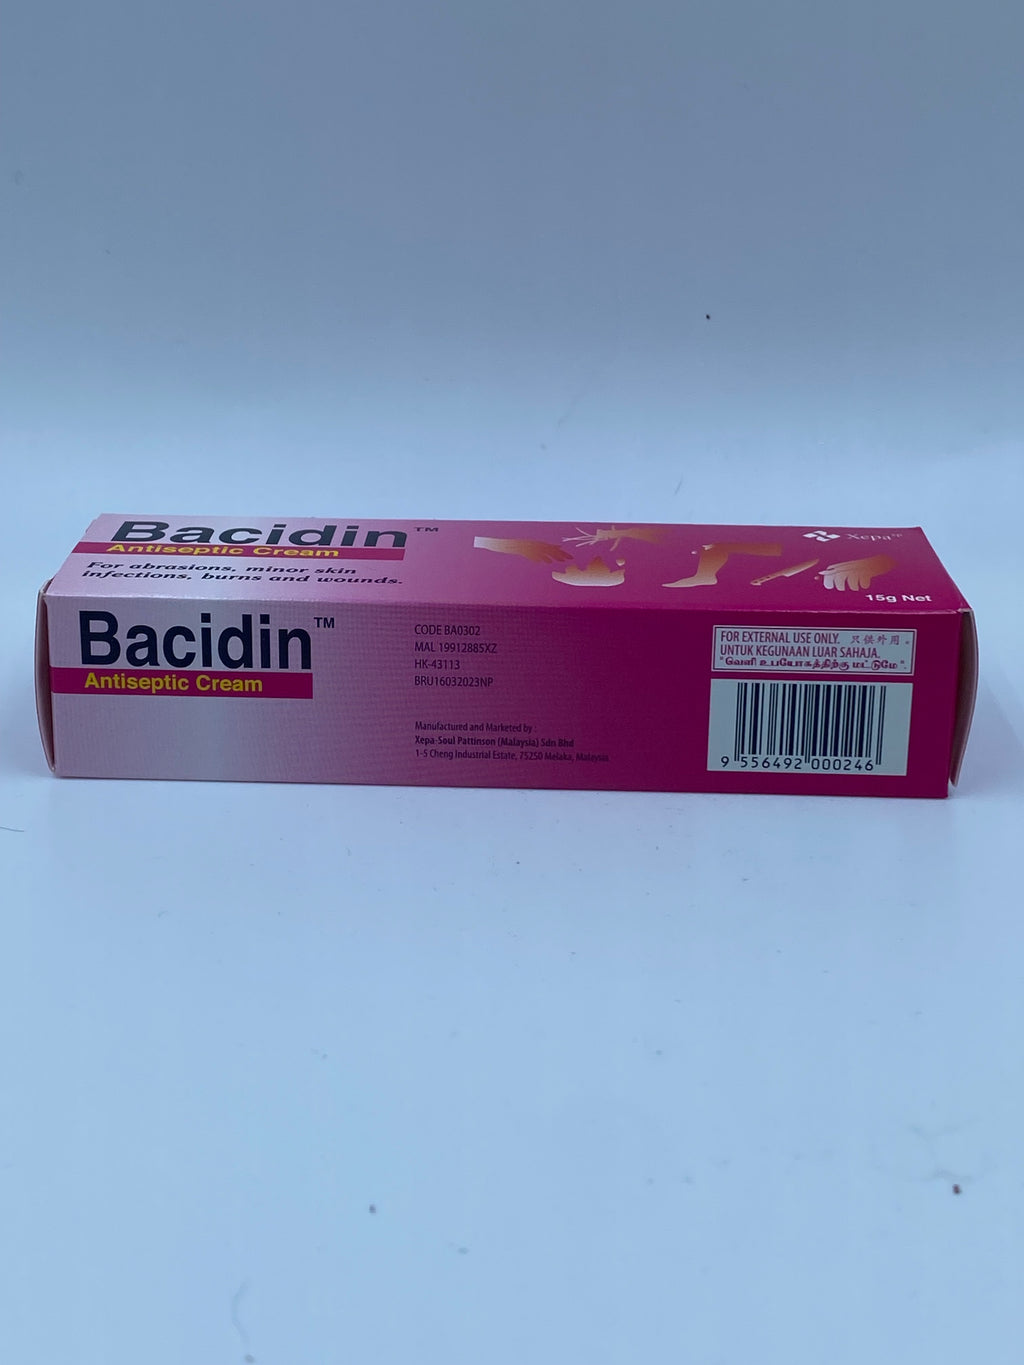 Bacidin™
Antiseptic Cream
For abrasions, minor skin
infections, burns and wounds.
Xepa™
15g Net
Bacidin™
Antiseptic Cream
CODE BA0302
MAL 19912885XZ
HK-43113
BRU16032023NP
Manufactured and Marketed by :
Xepa-Soul Pattinson (Malaysia) Sdn Bhd
1-5 Cheng Industrial Estate, 75250 Melaka, Malaysia
FOR EXTERNAL USE ONLY. 只供外用。
UNTUK KEGUNAAN LUAR SAHAJA.
"வெளி உபயோகத்திற்கு மட்டுமே".
9 556492 000246